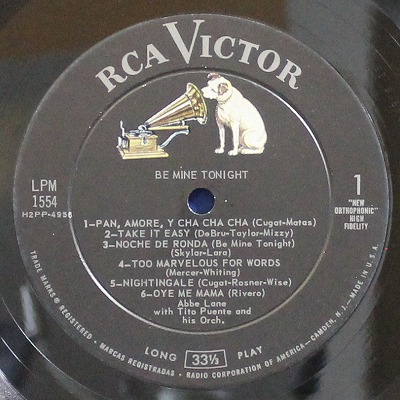 RCA VICTOR
BE MINE TONIGHT
LPM
1554
H2PP-4956
1
"NEW
ORTHOPHONIC"
HIGH
FIDELITY
1—PAN, AMORE, Y CHA CHA CHA (Cugat-Matas)
2—TAKE IT EASY (DeBru-Taylor-Mizzy)
3—NOCHE DE RONDA (Be Mine Tonight)
(Skylar-Lara)
4—TOO MARVELOUS FOR WORDS
(Mercer-Whiting)
5—NIGHTINGALE (Cugat-Rosner-Wise)
6—OYE ME MAMA (Rivero)
Abbe Lane
with Tito Puente and
his Orch.
LONG 33⅓ PLAY
TRADE MARKS ® REGISTERED • MARCAS REGISTRADAS • RADIO CORPORATION OF AMERICA—CAMDEN, N. J.—MADE IN U.S.A.